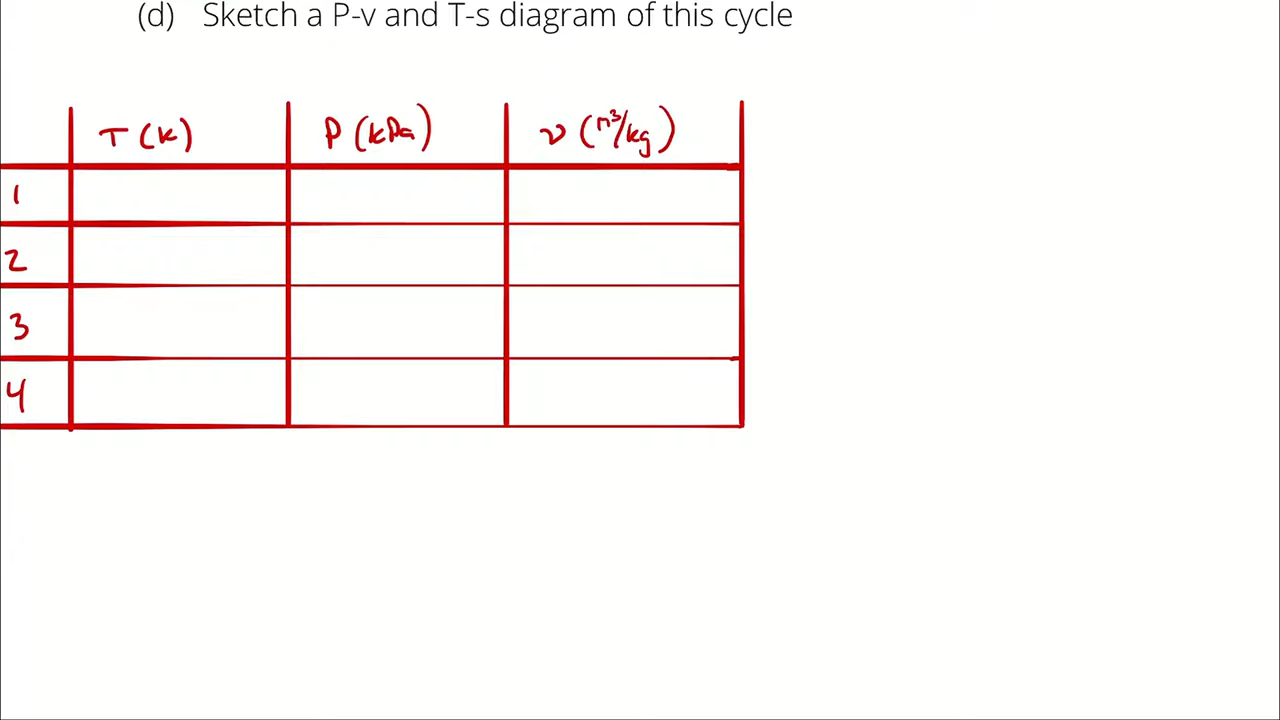 (d) Sketch a P-v and T-s diagram of this cycle
T (K) P (kPa) v (m³/kg)
1
2
3
4